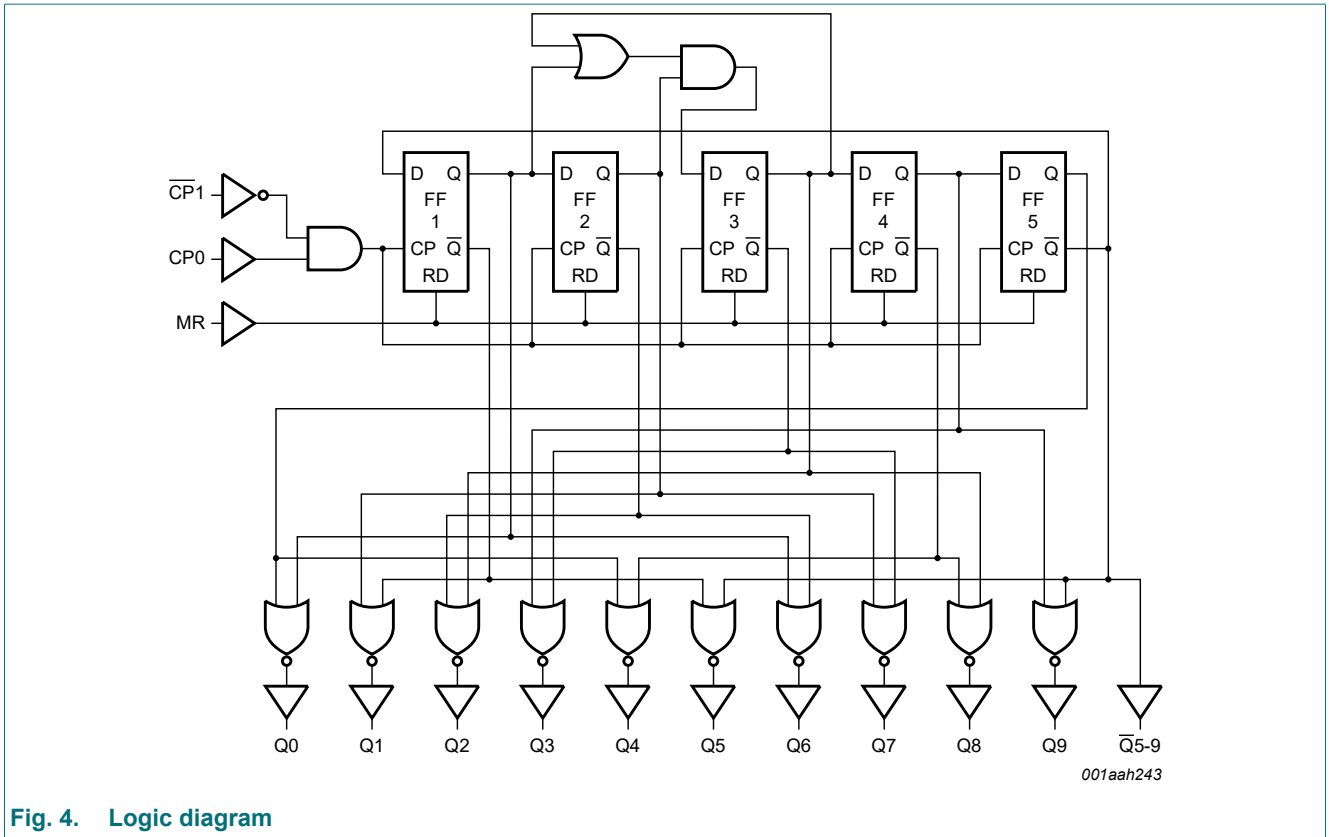 D Q D Q D Q D Q D Q
FF FF FF FF FF
1 2 3 4 5
CP Q̅ CP Q̅ CP Q̅ CP Q̅ CP Q̅
RD RD RD RD RD
C̅P̅1
CP0
MR
Q0 Q1 Q2 Q3 Q4 Q5 Q6 Q7 Q8 Q9 Q̅5-9
001aah243
Fig. 4. Logic diagram